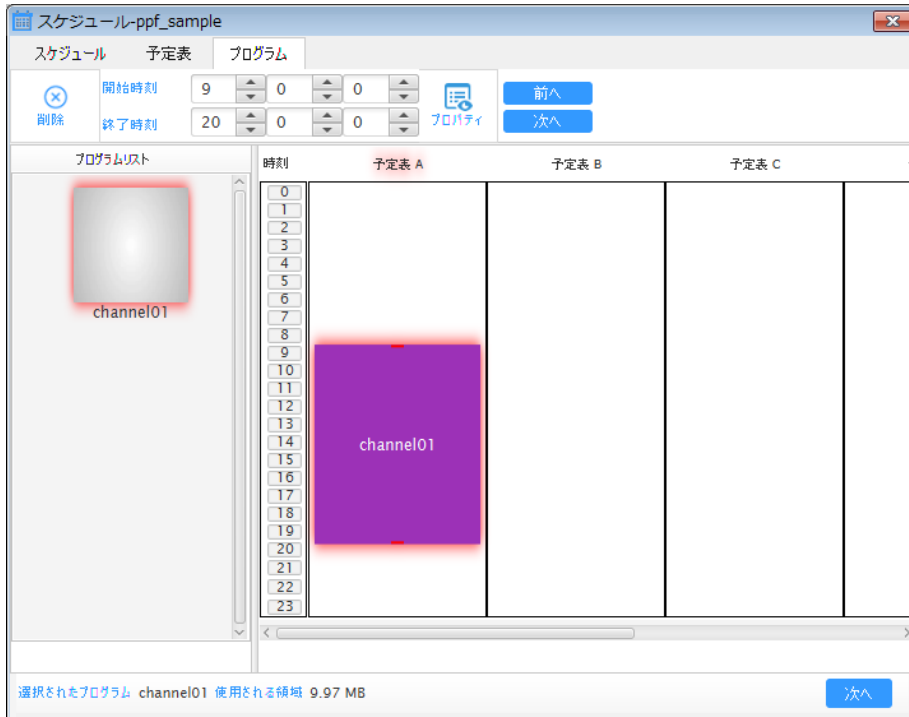 スケジュール-ppf_sample
スケジュール 予定表 プログラム
削除
開始時刻 9 0 0
終了時刻 20 0 0
プロパティ
前へ
次へ
プログラムリスト
channel01
時刻 予定表 A 予定表 B 予定表 C
0
1
2
3
4
5
6
7
8
9
10
11
12
13
14
15
16
17
18
19
20
21
22
23
channel01
選択されたプログラム channel01 使用される領域 9.97 MB
次へ